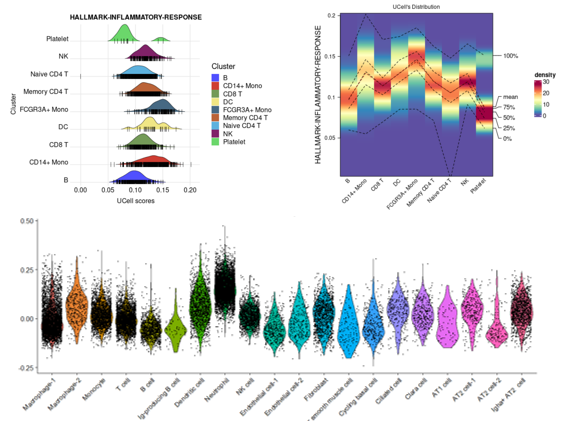 HALLMARK-INFLAMMATORY-RESPONSE
Platelet
NK
Naive CD4 T
Memory CD4 T
FCGR3A+ Mono
DC
CD8 T
CD14+ Mono
B
Cluster
0.00 0.05 0.10 0.15 0.20
UCell scores
Cluster
B
CD14+ Mono
CD8 T
DC
FCGR3A+ Mono
Memory CD4 T
Naive CD4 T
NK
Platelet
UCell's Distribution
HALLMARK-INFLAMMATORY-RESPONSE
0.2
0.15
0.1
0.05
100%
mean
75%
50%
25%
0%
density
30
20
10
0
B
CD14+ Mono
CD8 T
DC
FCGR3A+ Mono
Memory CD4 T
Naive CD4 T
NK
Platelet
0.50
0.25
0.00
-0.25
Macrophage-1
Macrophage-2
Monocyte
T cell
B cell
Ig-producing B cell
Dendritic cell
Neutrophil
NK cell
Endothelial cell-1
Endothelial cell-2
Fibroblast
smooth muscle cell
Cycling basal cell
Ciliated cell
Clara cell
AT1 cell
AT2 cell-1
AT2 cell-2
Igha+ AT2 cell